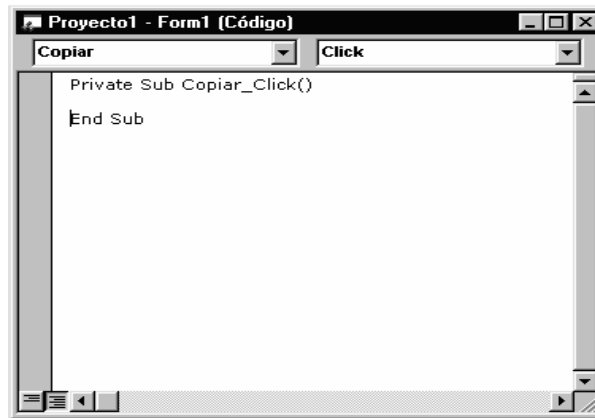 Proyecto1 - Form1 (Código)
Copiar Click
Private Sub Copiar_Click()
End Sub